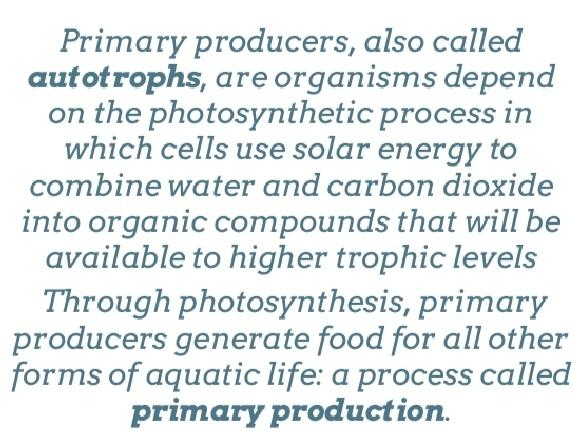 Primary producers, also called
autotrophs, are organisms depend
on the photosynthetic process in
which cells use solar energy to
combine water and carbon dioxide
into organic compounds that will be
available to higher trophic levels
Through photosynthesis, primary
producers generate food for all other
forms of aquatic life: a process called
primary production.